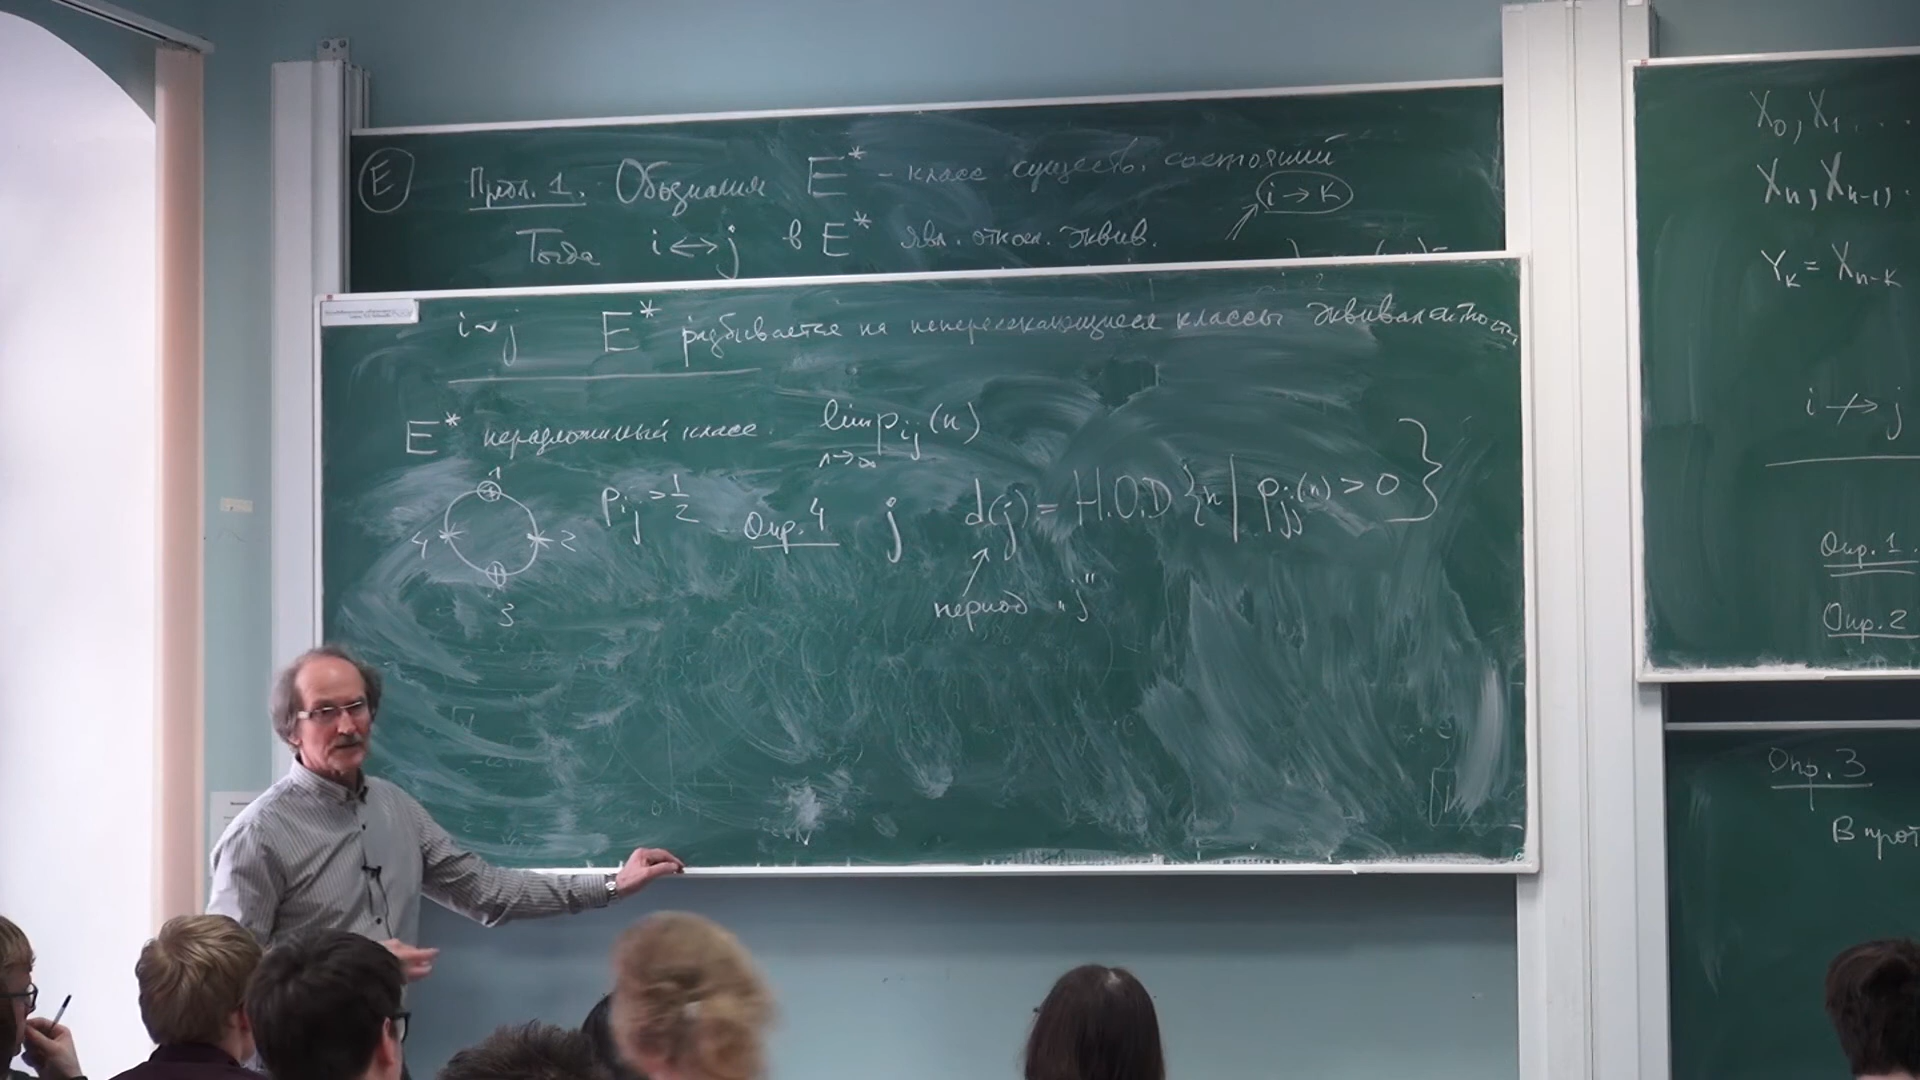 E
Предл. 1. Обозначим E* - класс существ. состояний
i → k
Тогда i ↔ j в E* явл. отнош. эквив.
i ~ j E* разбивается на непересекающиеся классы эквивалентности
E* неразложимый класс. lim p_ij(n)
n→∞
1
4 2
3
p_ij = 1/2
Опр. 4 j d(j) = Н.О.D {n | p_jj(n) > 0}
период "j"
X_0, X_1, ...
X_n, X_{n-1},
Y_k = X_{n-k}
i ↛ j
Опр. 1.
Опр. 2
Опр. 3
В прот